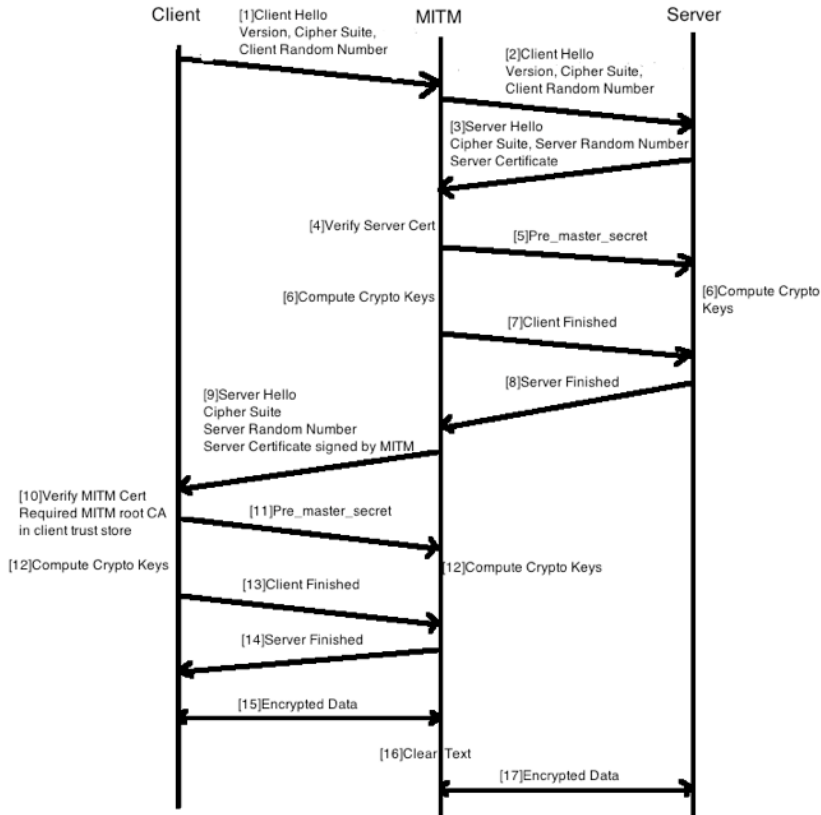 Client
MITM
Server
[1]Client Hello
Version, Cipher Suite,
Client Random Number
[2]Client Hello
Version, Cipher Suite,
Client Random Number
[3]Server Hello
Cipher Suite, Server Random Number
Server Certificate
[4]Verify Server Cert
[5]Pre_master_secret
[6]Compute Crypto Keys
[6]Compute Crypto
Keys
[7]Client Finished
[8]Server Finished
[9]Server Hello
Cipher Suite
Server Random Number
Server Certificate signed by MITM
[10]Verify MITM Cert
Required MITM root CA
in client trust store
[11]Pre_master_secret
[12]Compute Crypto Keys
[12]Compute Crypto Keys
[13]Client Finished
[14]Server Finished
[15]Encrypted Data
[16]Clear Text
[17]Encrypted Data